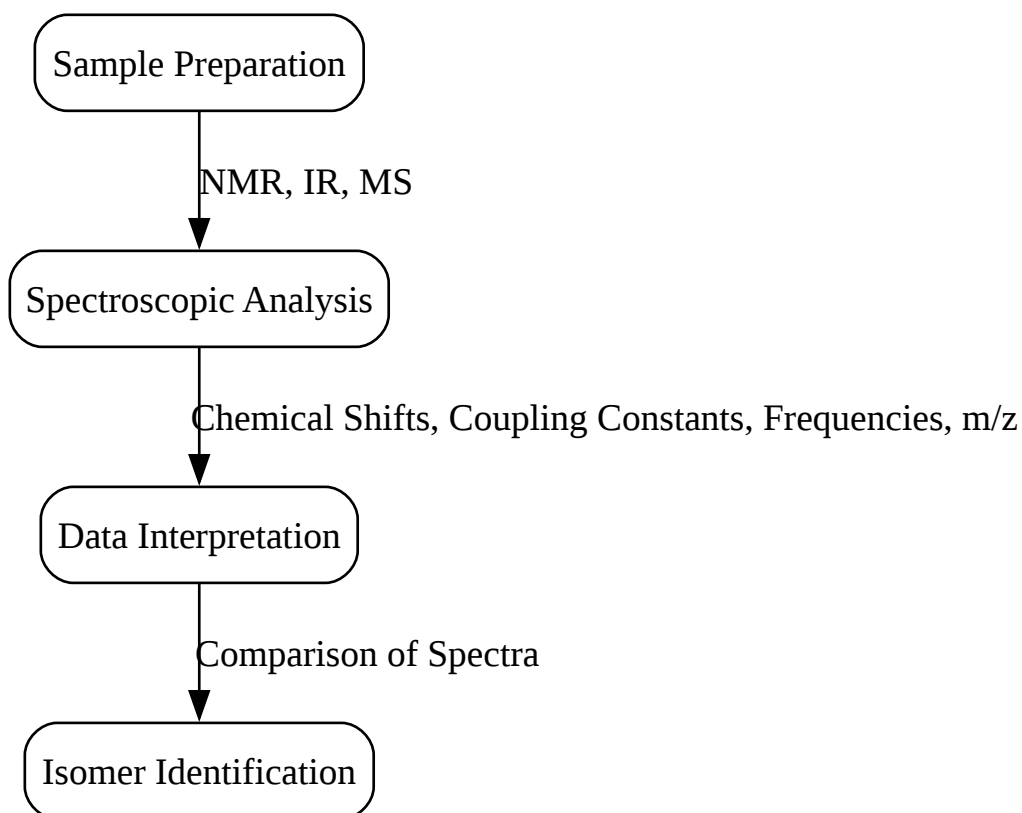 Sample Preparation
NMR, IR, MS
Spectroscopic Analysis
Chemical Shifts, Coupling Constants, Frequencies, m/z
Data Interpretation
Comparison of Spectra
Isomer Identification